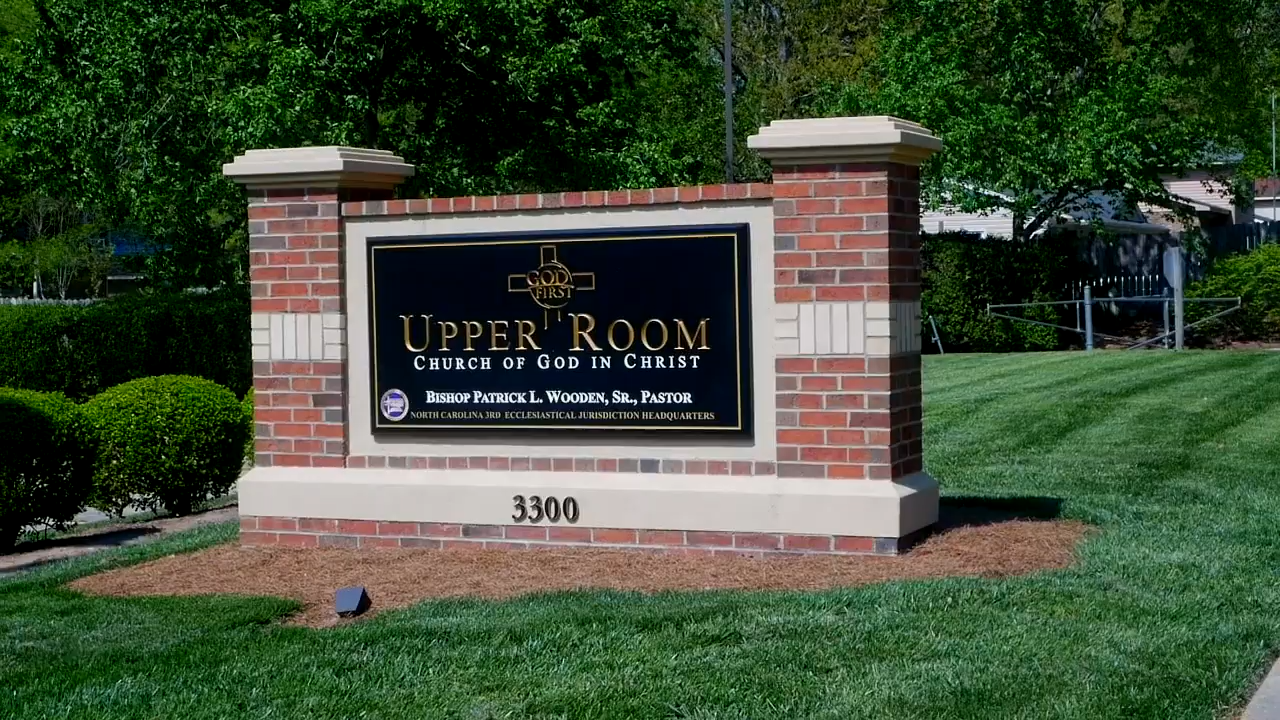 GOD
FIRST
UPPER ROOM
CHURCH OF GOD IN CHRIST
BISHOP PATRICK L. WOODEN, SR., PASTOR
NORTH CAROLINA 3RD ECCLESIASTICAL JURISDICTION HEADQUARTERS
3300